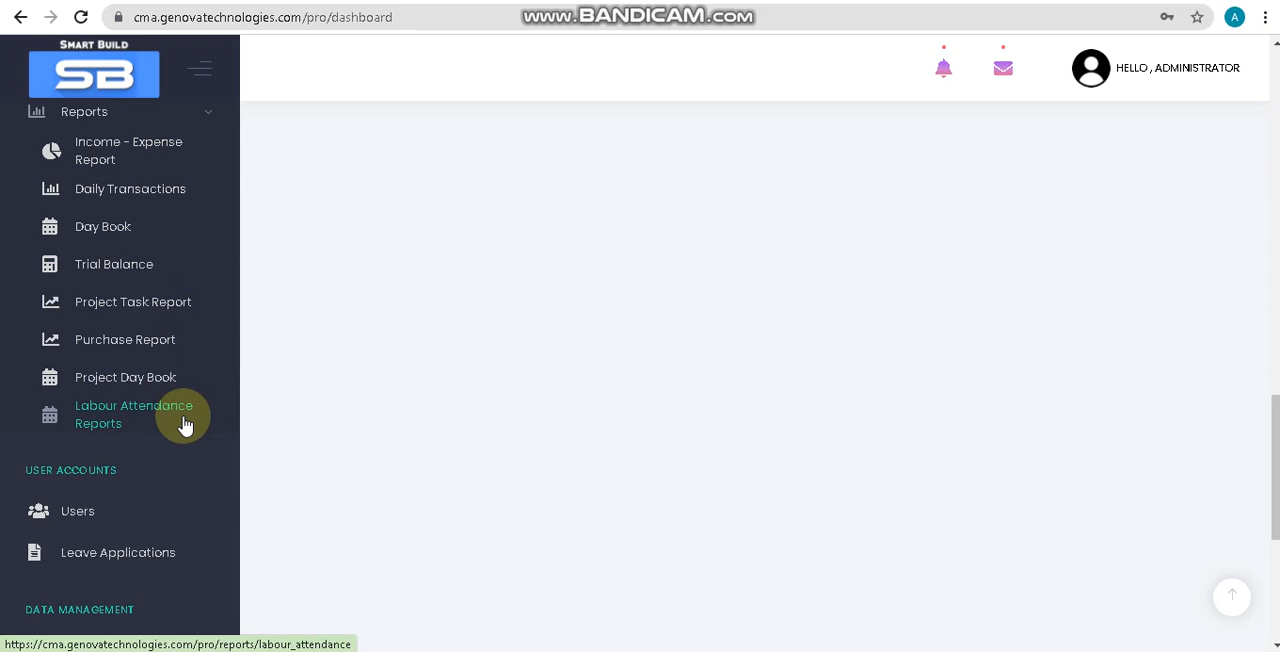 cma.genovatechnologies.com/pro/dashboard
WWW.BANDICAM.COM
A
SMART BUILD
SB
HELLO , ADMINISTRATOR
Reports
Income - Expense
Report
Daily Transactions
Day Book
Trial Balance
Project Task Report
Purchase Report
Project Day Book
Labour Attendance
Reports
USER ACCOUNTS
Users
Leave Applications
DATA MANAGEMENT
https://cma.genovatechnologies.com/pro/reports/labour_attendance